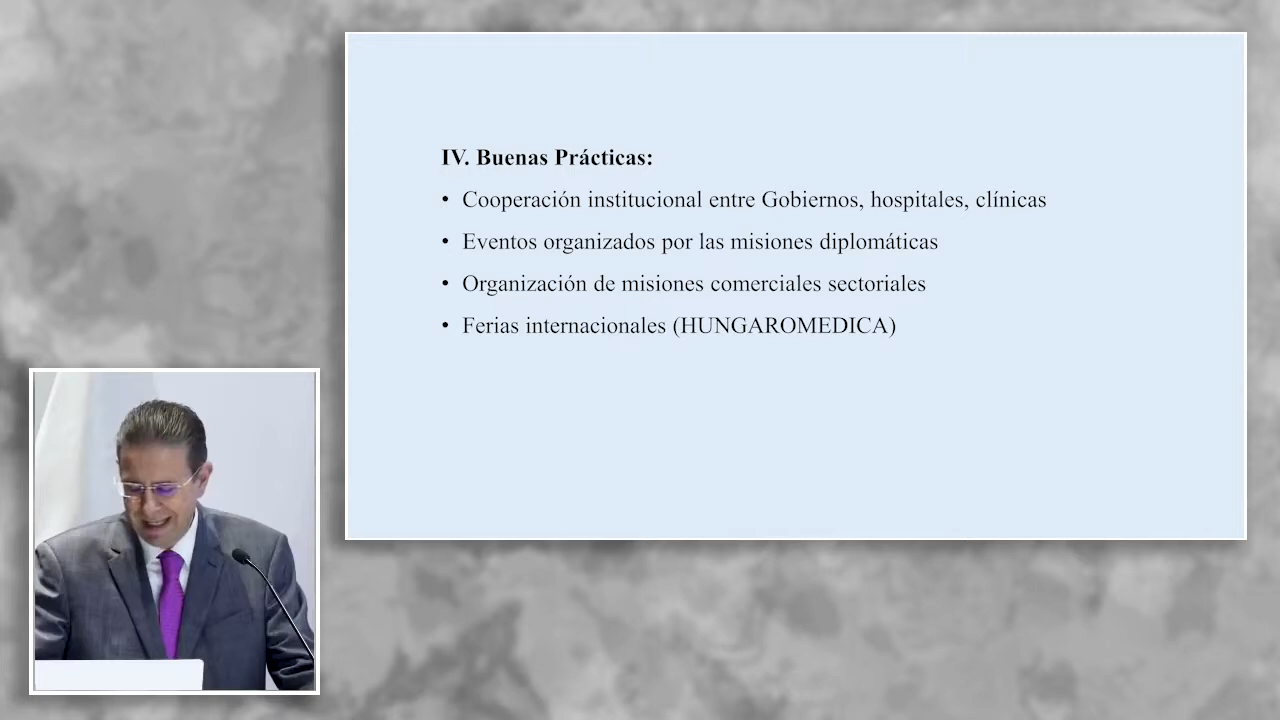 IV. Buenas Prácticas:
• Cooperación institucional entre Gobiernos, hospitales, clínicas
• Eventos organizados por las misiones diplomáticas
• Organización de misiones comerciales sectoriales
• Ferias internacionales (HUNGAROMEDICA)